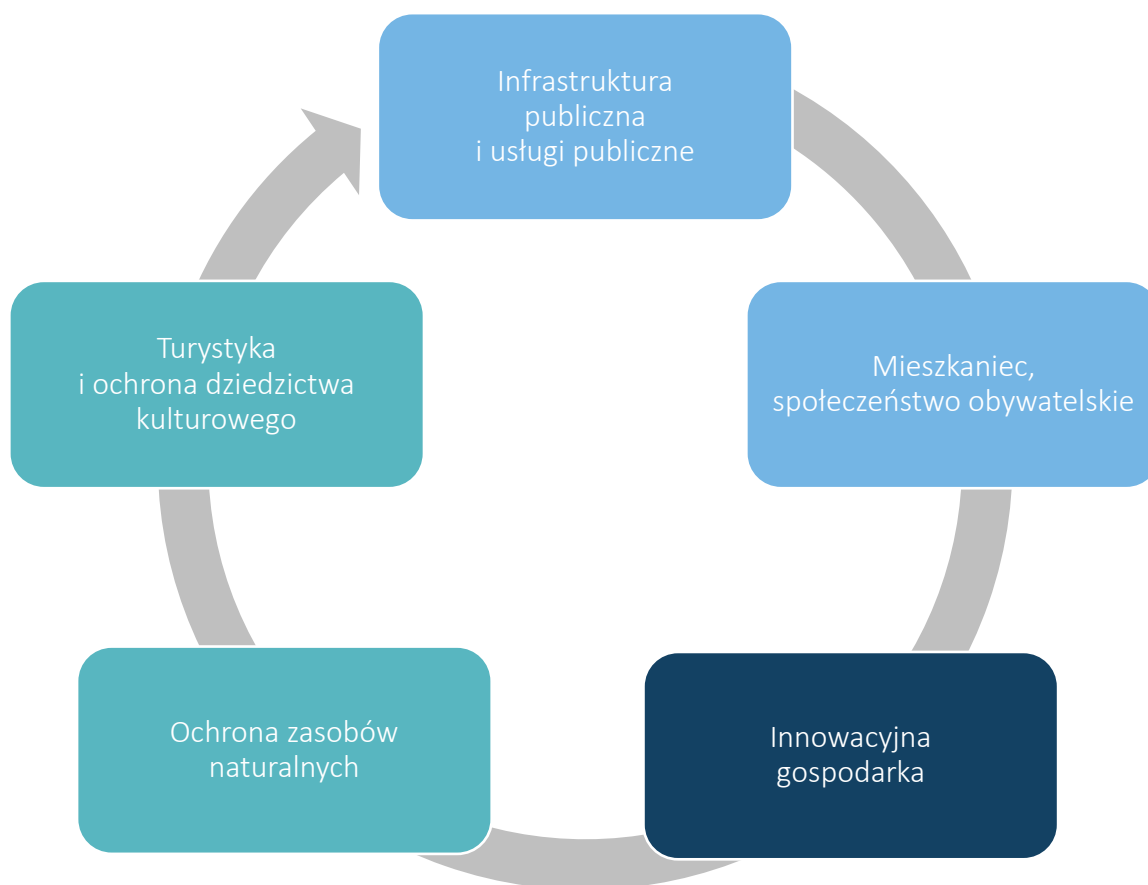 Infrastruktura
publiczna
i usługi publiczne
Mieszkaniec,
społeczeństwo obywatelskie
Innowacyjna
gospodarka
Ochrona zasobów
naturalnych
Turystyka
i ochrona dziedzictwa
kulturowego